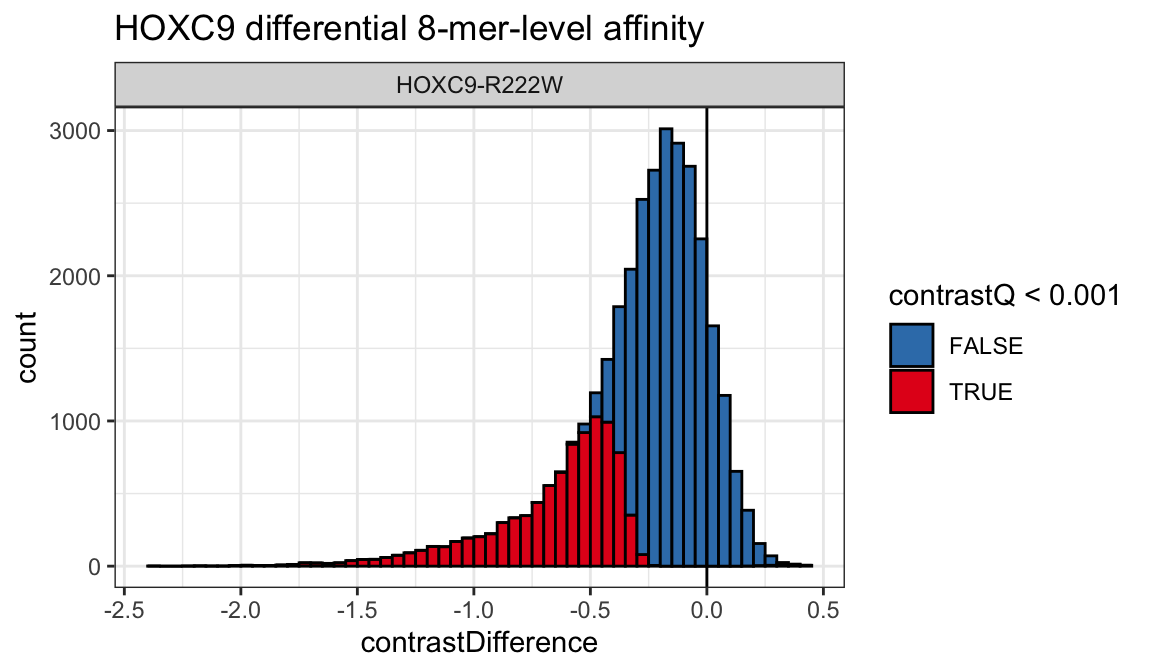 HOXC9 differential 8-mer-level affinity
HOXC9-R222W
3000
2000
1000
0
count
-2.5 -2.0 -1.5 -1.0 -0.5 0.0 0.5
contrastDifference
contrastQ < 0.001
FALSE
TRUE